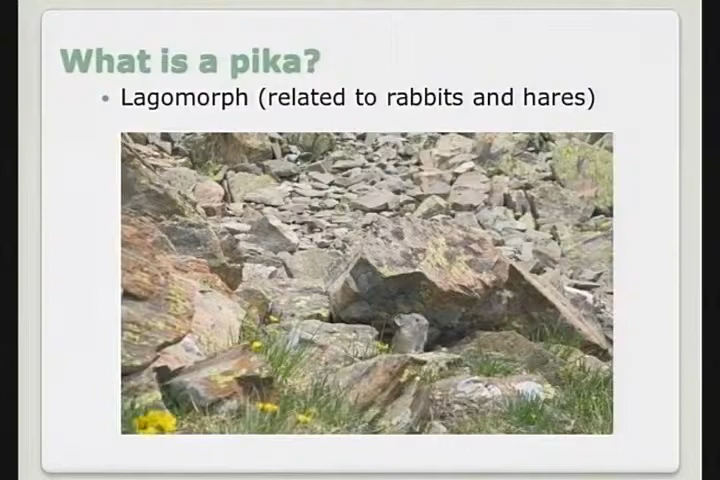 What is a pika?
• Lagomorph (related to rabbits and hares)